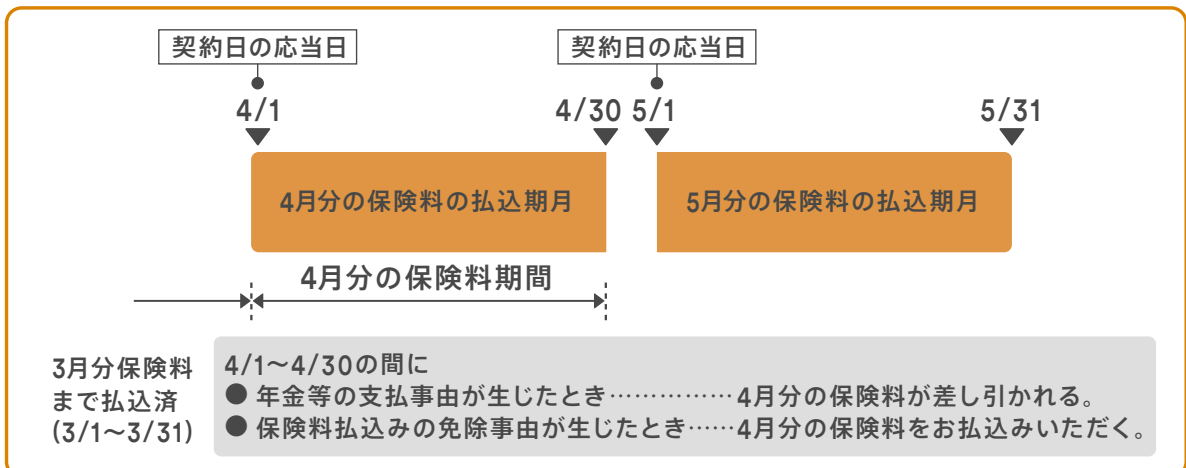 契約日の応当日 契約日の応当日
4/1 4/30 5/1 5/31
4月分の保険料の払込期月 5月分の保険料の払込期月
4月分の保険料期間
3月分保険料
まで払込済
(3/1〜3/31)
4/1〜4/30の間に
● 年金等の支払事由が生じたとき……………4月分の保険料が差し引かれる。
● 保険料払込みの免除事由が生じたとき……4月分の保険料をお払込みいただく。